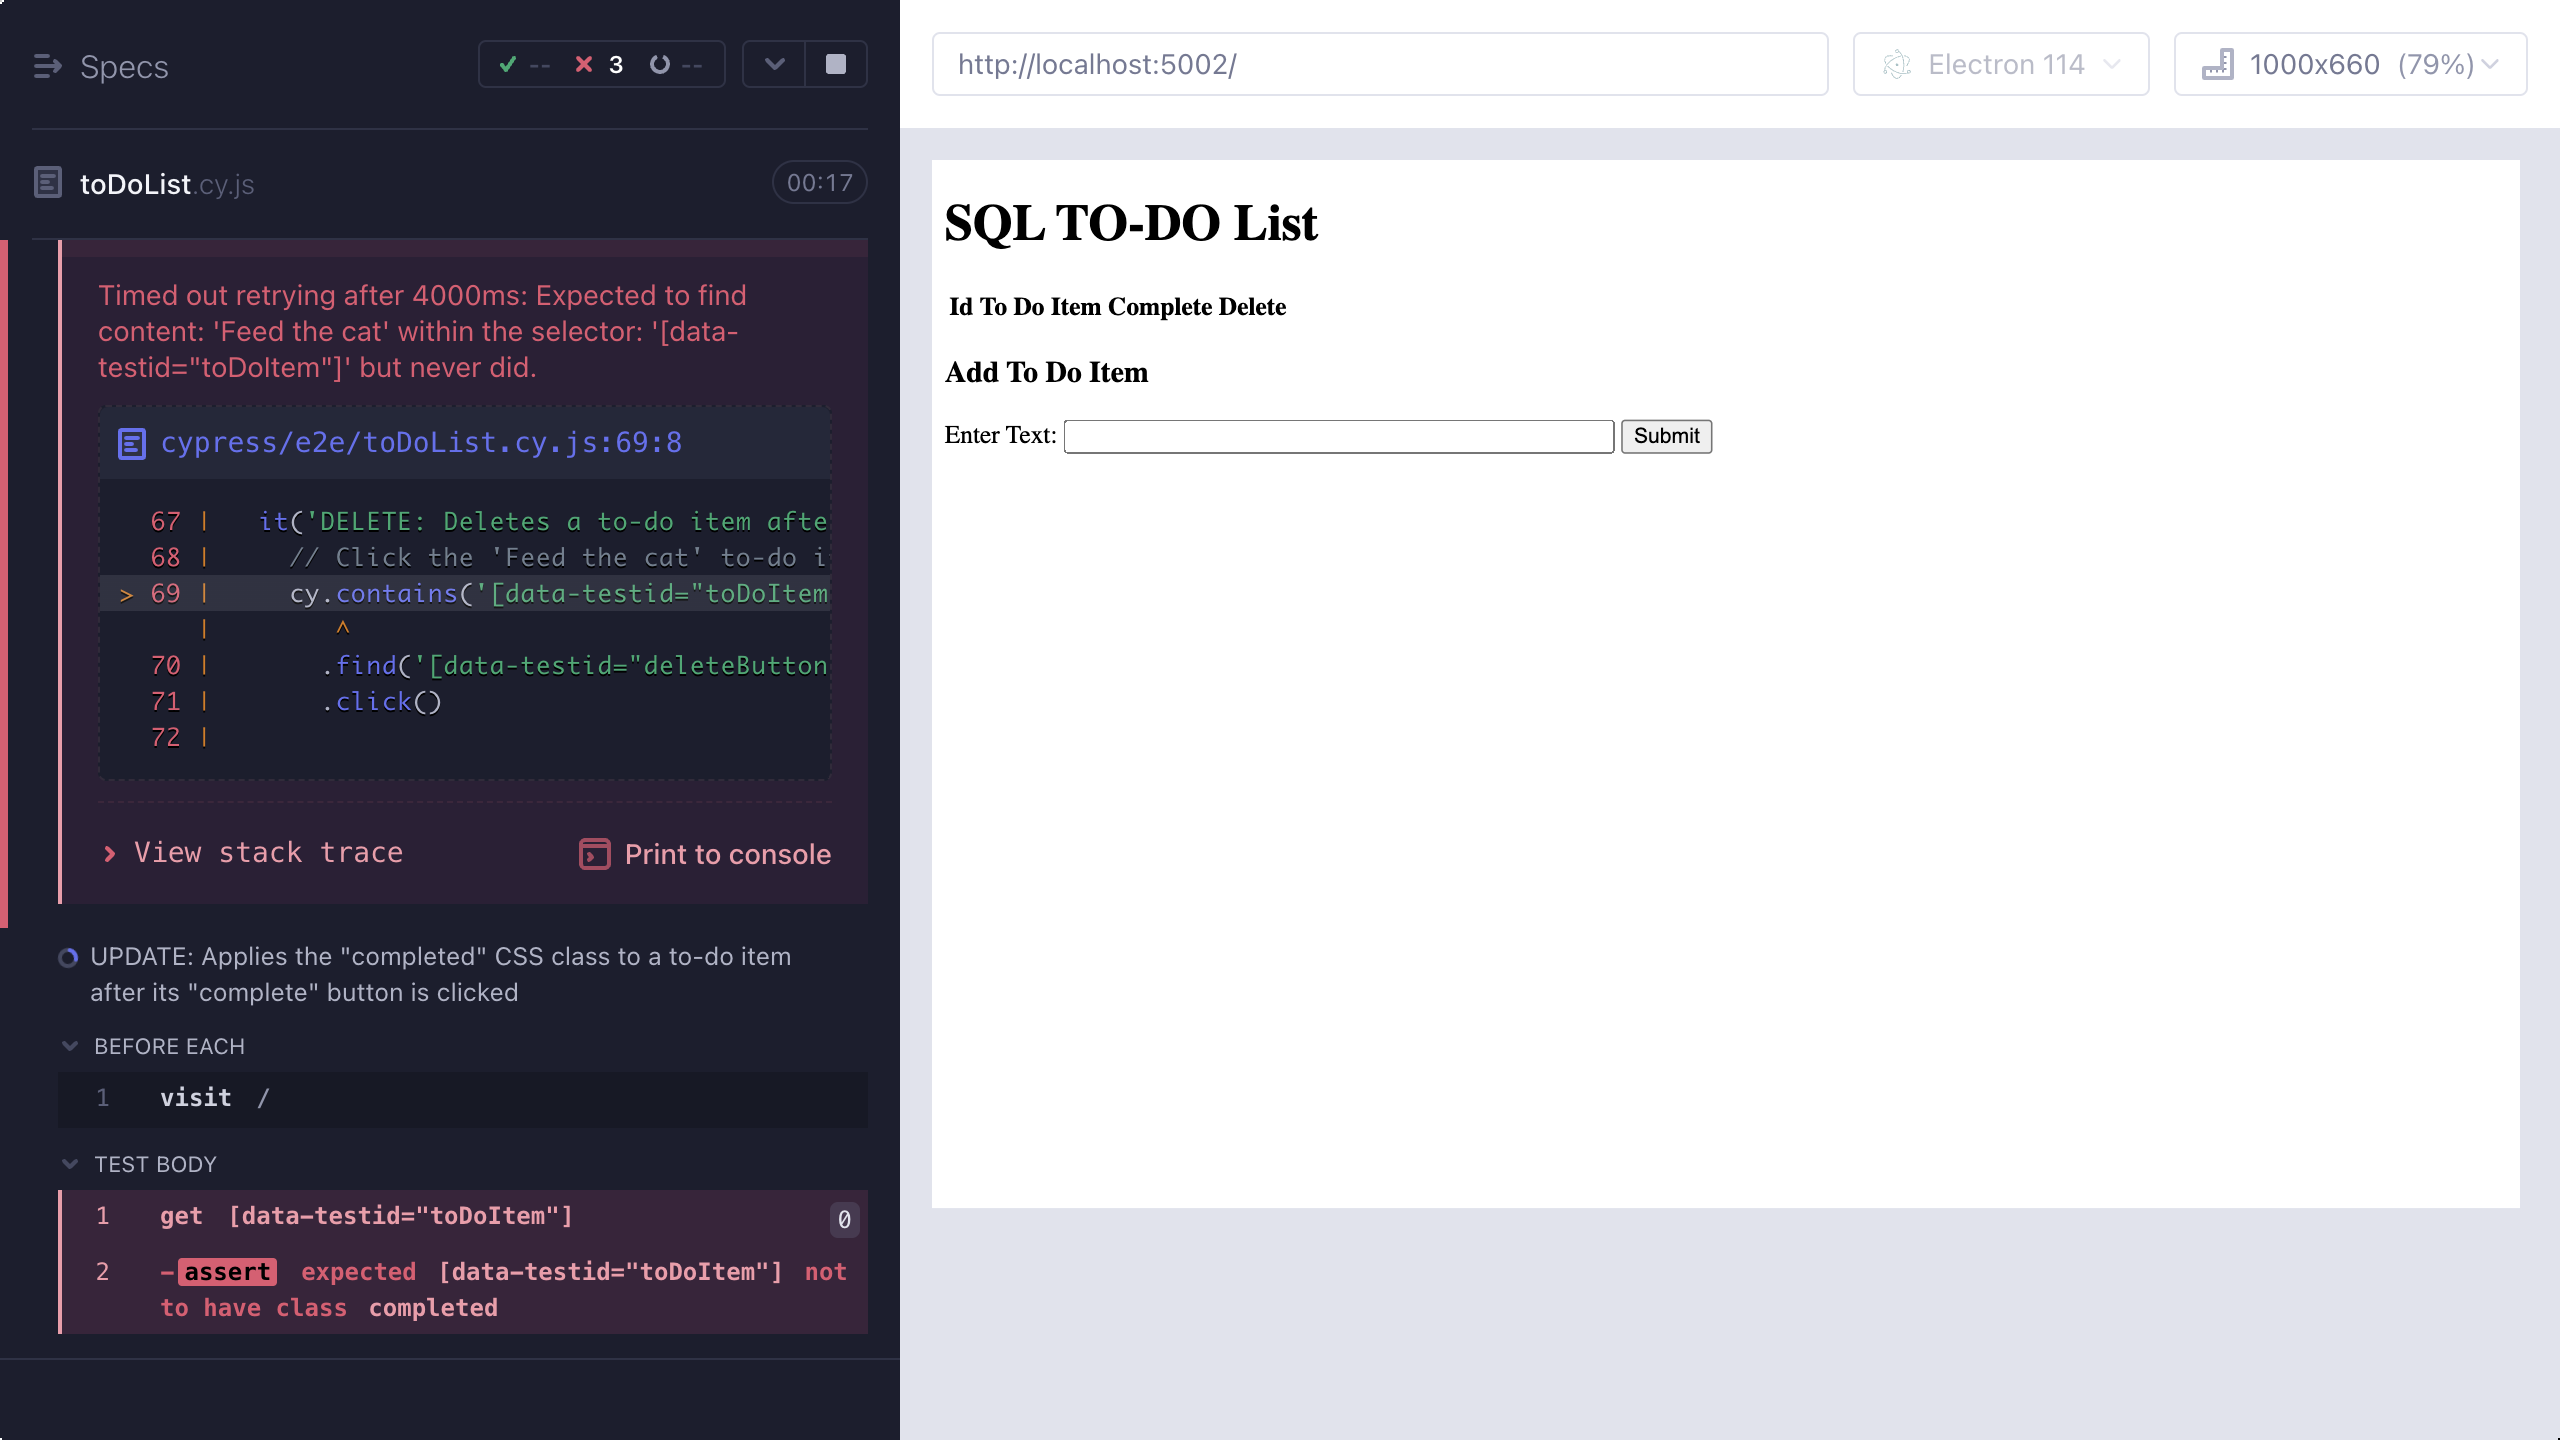 Specs
-- 3 --
toDoList.cy.js
00:17
Timed out retrying after 4000ms: Expected to find
content: 'Feed the cat' within the selector: '[data-
testid="toDoItem"]' but never did.
cypress/e2e/toDoList.cy.js:69:8
67 | it('DELETE: Deletes a to-do item afte
68 | // Click the 'Feed the cat' to-do i
> 69 | cy.contains('[data-testid="toDoItem
| ^
70 | .find('[data-testid="deleteButton
71 | .click()
72 |
View stack trace
Print to console
UPDATE: Applies the "completed" CSS class to a to-do item
after its "complete" button is clicked
BEFORE EACH
1 visit /
TEST BODY
1 get [data-testid="toDoItem"] 0
2 -assert expected [data-testid="toDoItem"] not
to have class completed
http://localhost:5002/
Electron 114
1000x660 (79%)
SQL TO-DO List
Id To Do Item Complete Delete
Add To Do Item
Enter Text: Submit